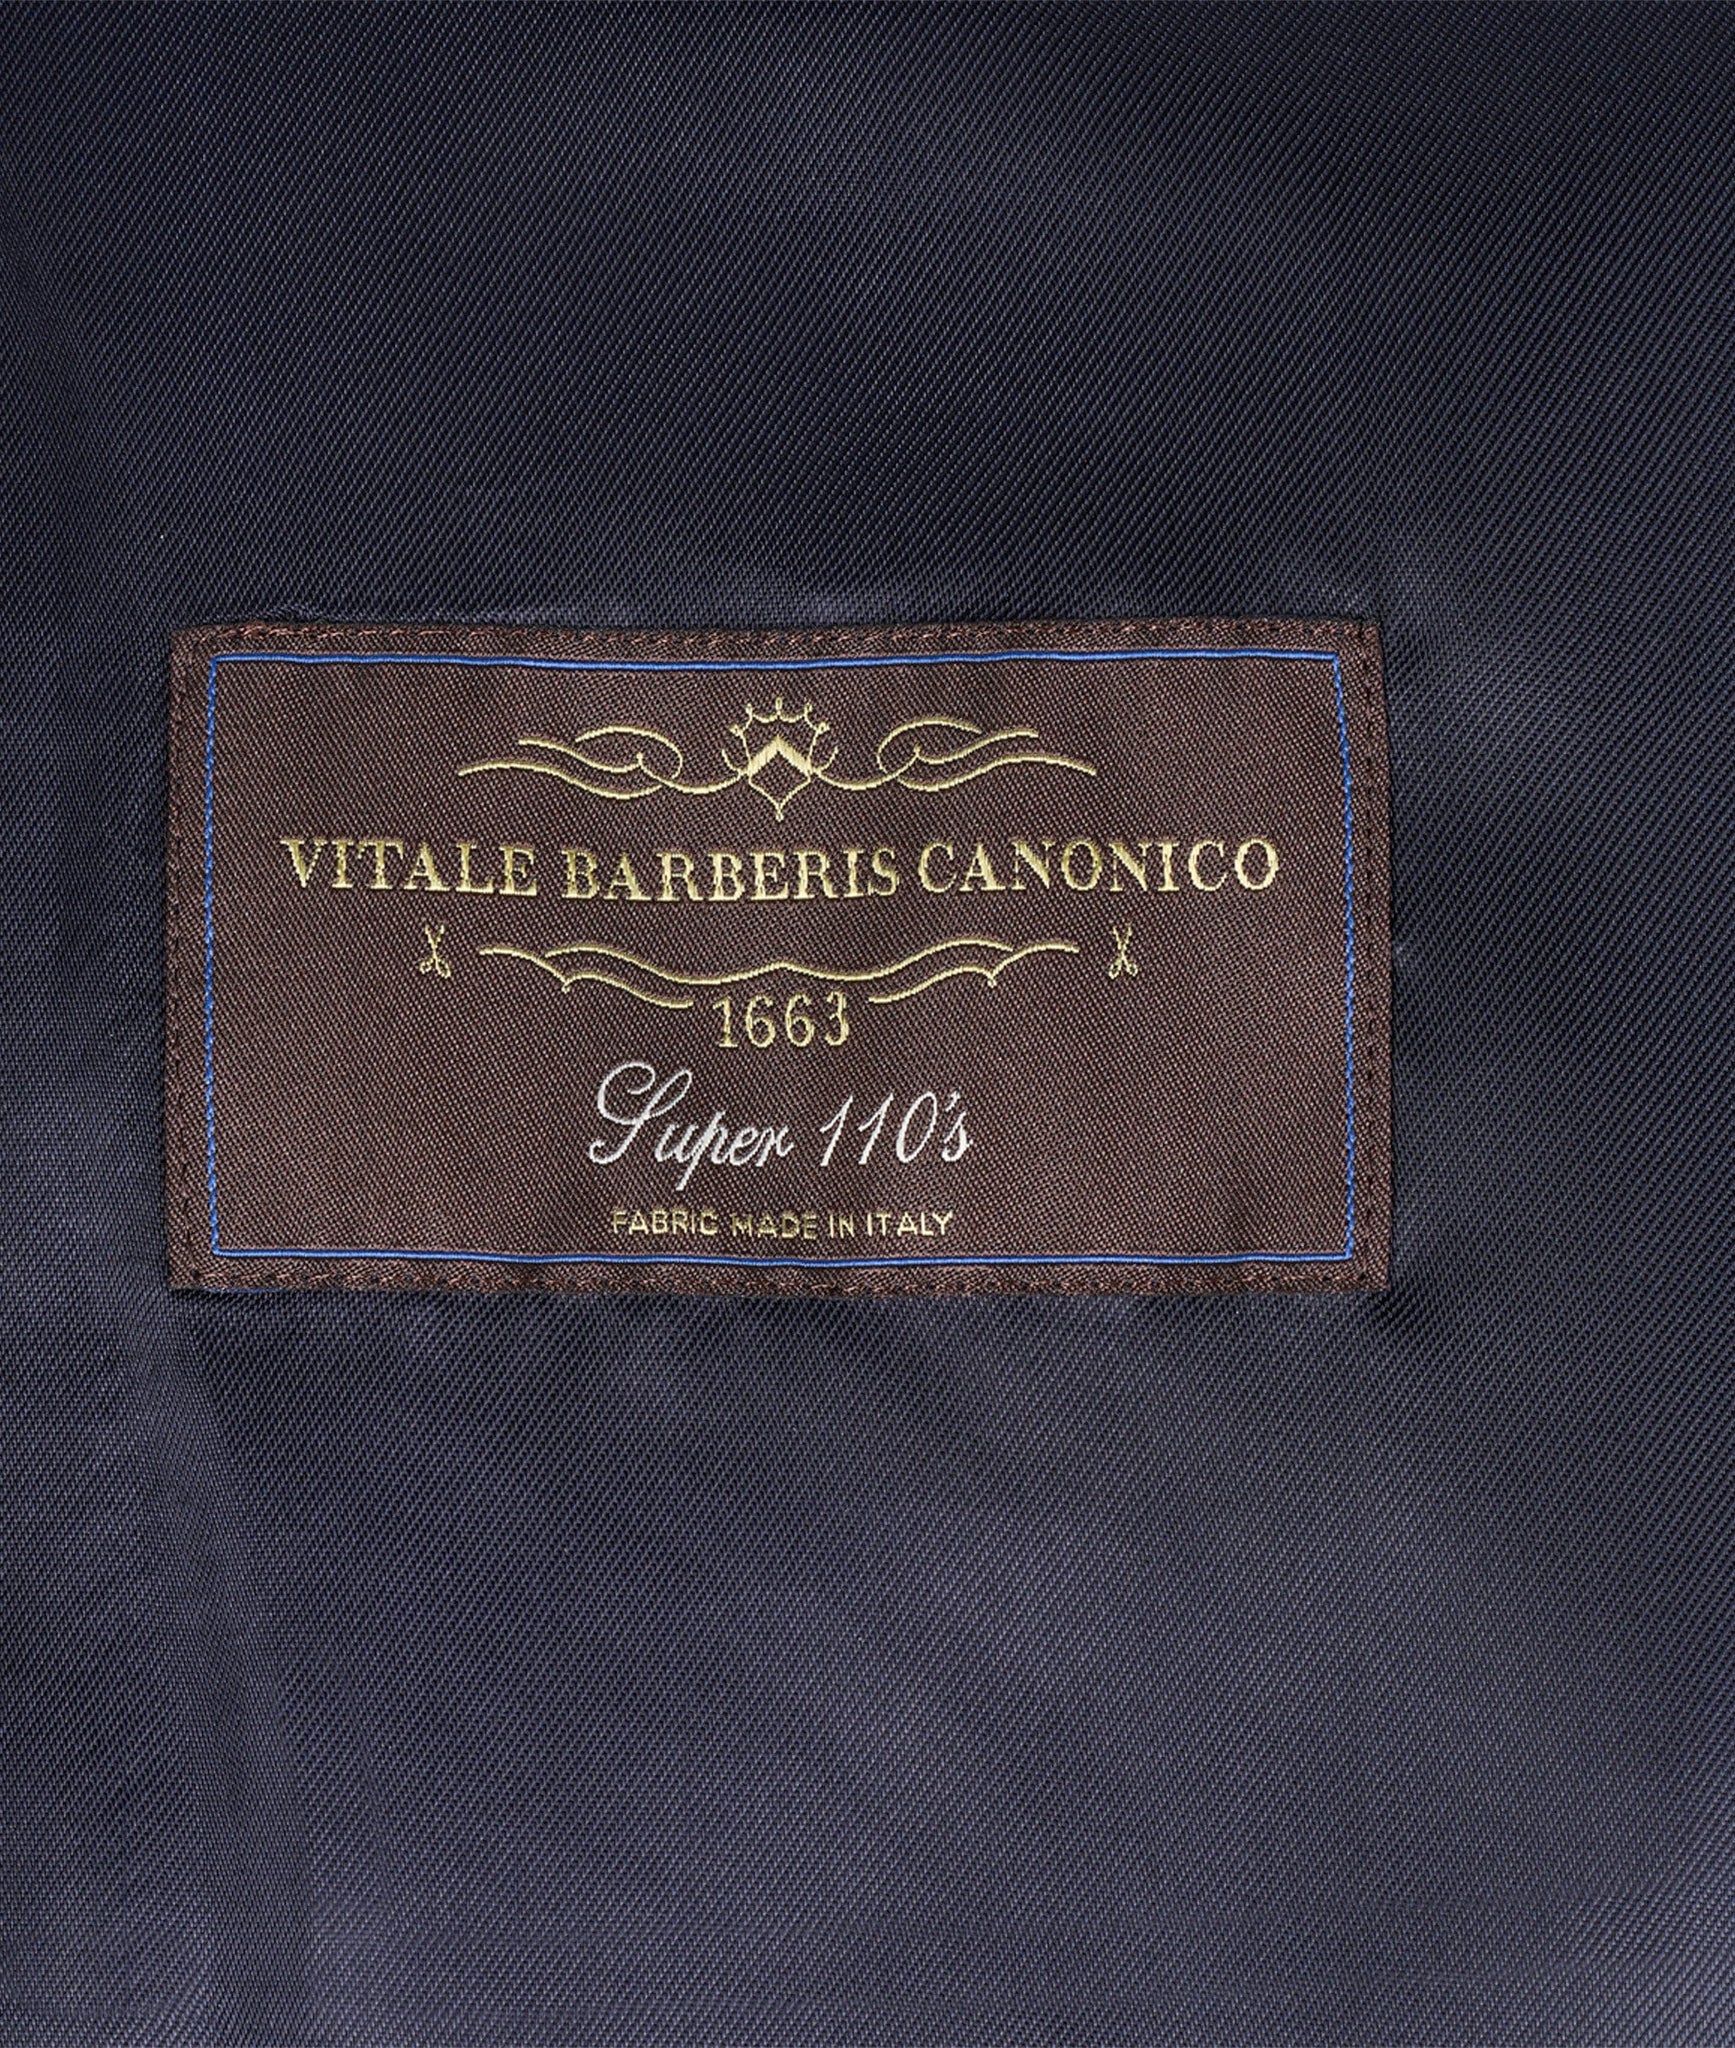 VITALE BARBERIS CANONICO
1663
Super 110's
FABRIC MADE IN ITALY